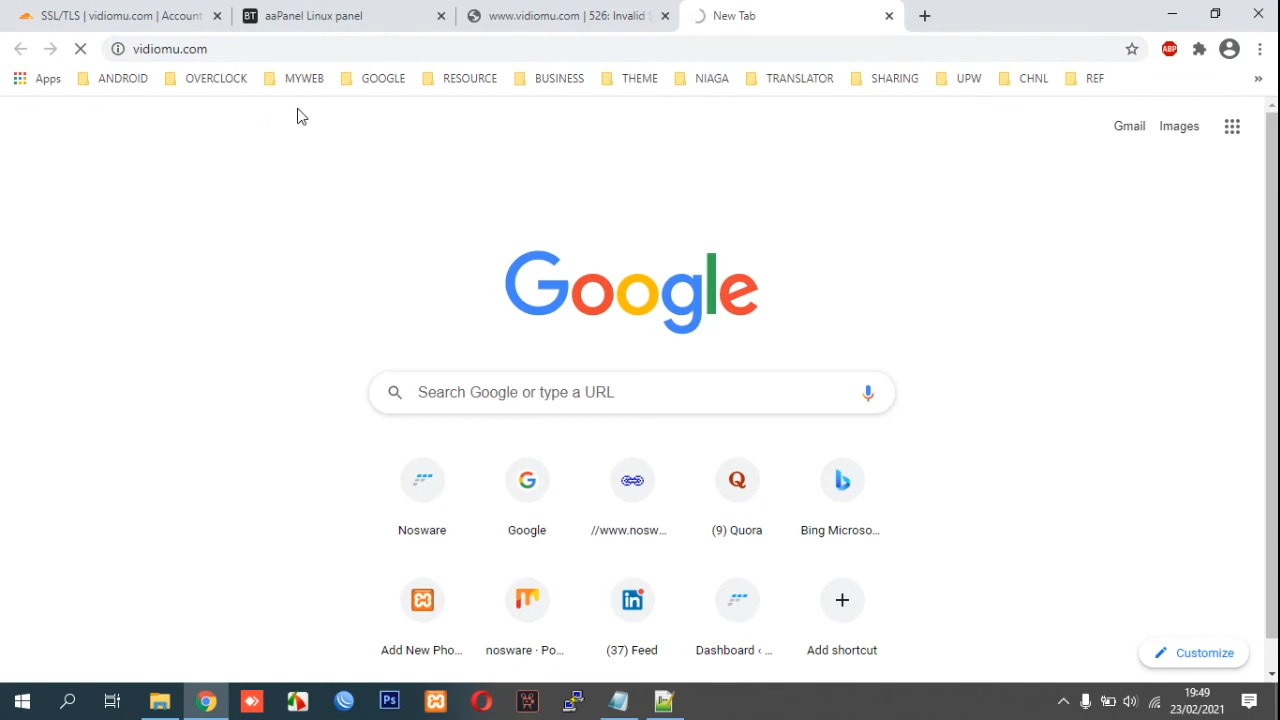 SSL/TLS | vidiomu.com | Account
BT aaPanel Linux panel
www.vidiomu.com | 526: Invalid S
New Tab
vidiomu.com
ABP
Apps ANDROID OVERCLOCK MYWEB GOOGLE RESOURCE BUSINESS THEME NIAGA TRANSLATOR SHARING UPW CHNL REF »
Gmail Images
Google
Search Google or type a URL
Nosware Google //www.nosw... (9) Quora Bing Microso...
Add New Pho... nosware · Po... (37) Feed Dashboard ‹ ... Add shortcut
Customize
Ps
19:49
23/02/2021